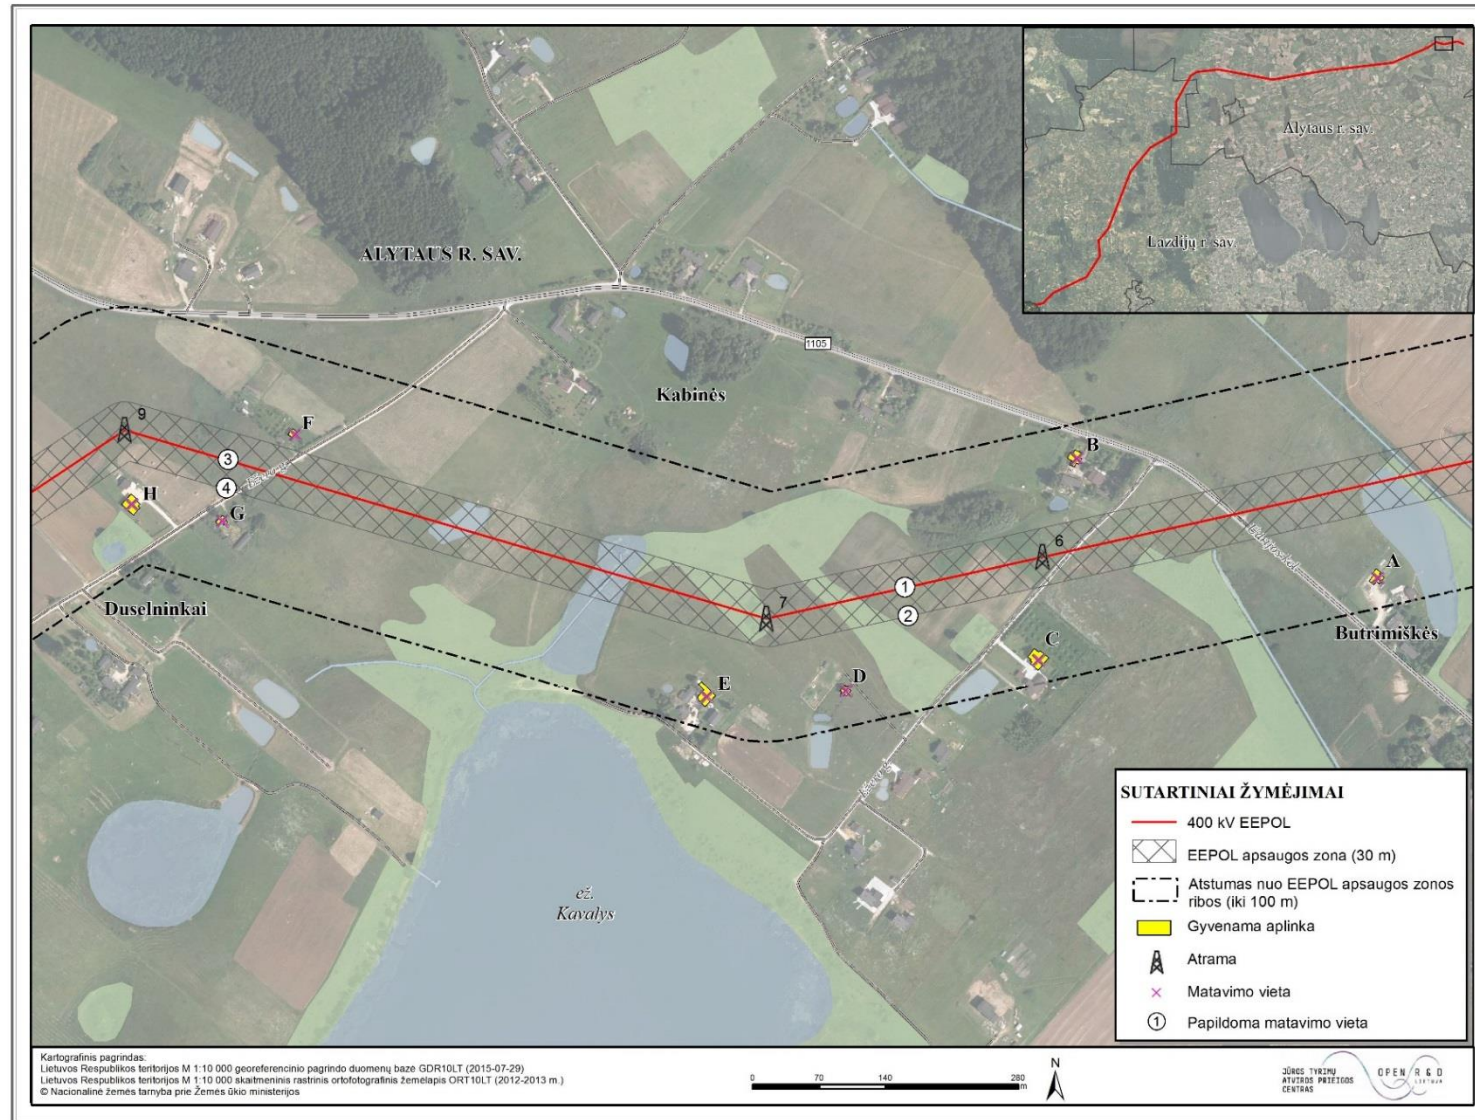 Alytaus r. sav.
Lazdijų r. sav.
ALYTAUS R. SAV.
1105
Kabinės
9
F
3
4
B
H
G
6
A
1
7
2
Butrimiškės
Duselninkai
C
E
D
ež.
Kavalys
SUTARTINIAI ŽYMĖJIMAI
400 kV EEPOL
EEPOL apsaugos zona (30 m)
Atstumas nuo EEPOL apsaugos zonos
ribos (iki 100 m)
Gyvenama aplinka
Atrama
Matavimo vieta
1 Papildoma matavimo vieta
Kartografinis pagrindas:
Lietuvos Respublikos teritorijos M 1:10 000 georeferencinio pagrindo duomenų bazė GDR10LT (2015-07-29)
Lietuvos Respublikos teritorijos M 1:10 000 skaitmeninis rastrinis ortofotografinis žemėlapis ORT10LT (2012-2013 m.)
© Nacionalinė žemės tarnyba prie Žemės ūkio ministerijos
0 70 140 280
m
N
JŪROS TYRIMŲ
ATVIROS PRIEIGOS
CENTRAS
OPEN R & D
LIETUVA